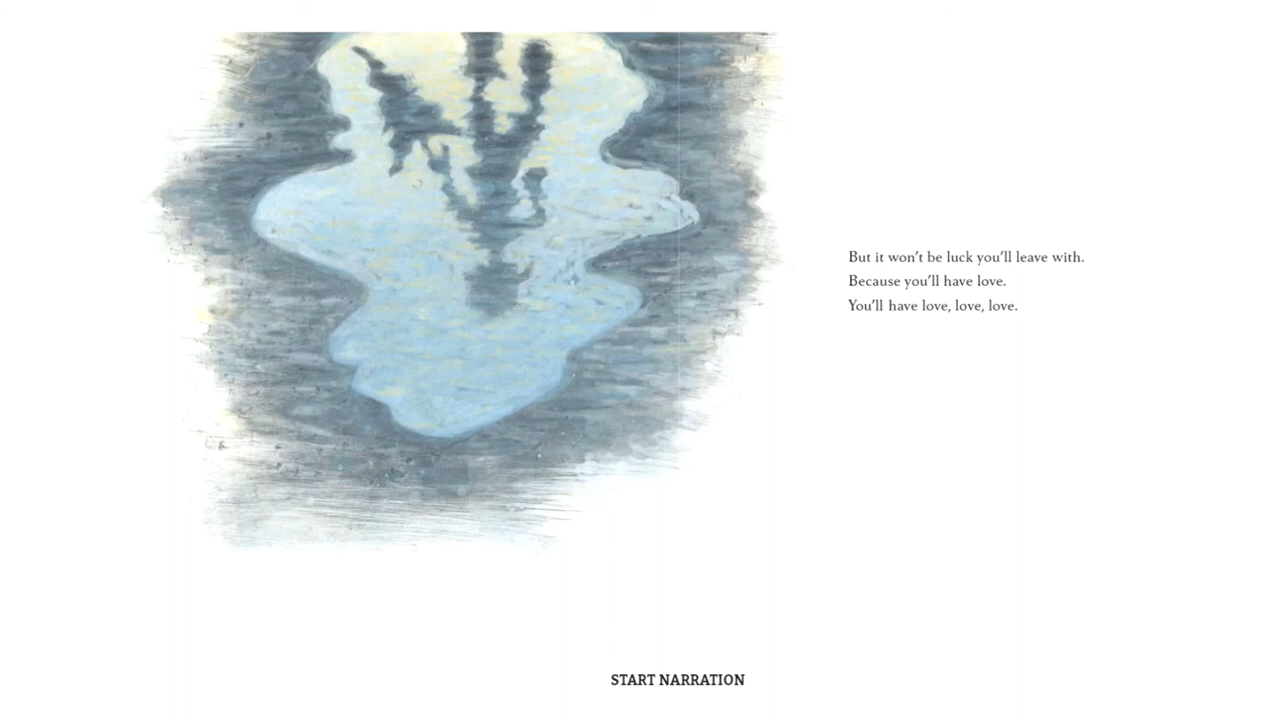 But it won’t be luck you’ll leave with.
Because you’ll have love.
You’ll have love, love, love.
START NARRATION